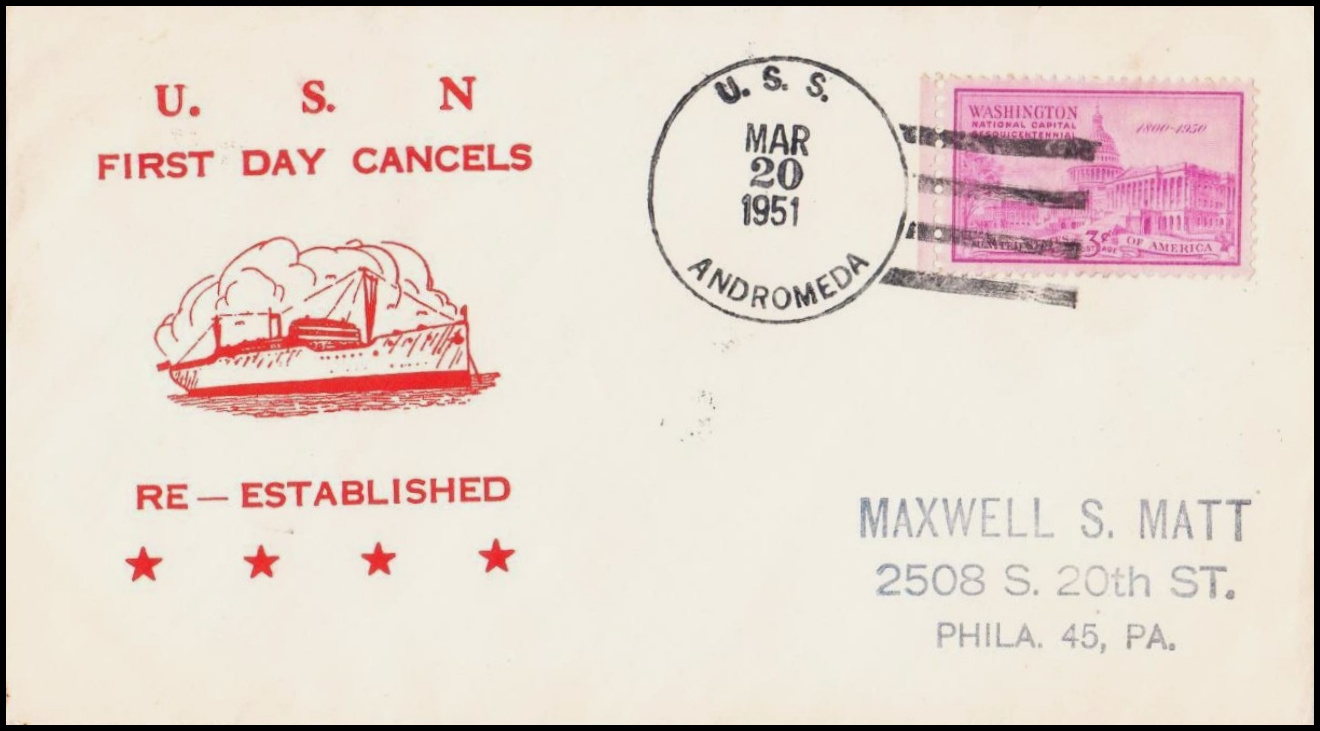 U. S. N
FIRST DAY CANCELS
RE — ESTABLISHED
U. S. S.
MAR
20
1951
ANDROMEDA
WASHINGTON
NATIONAL CAPITAL
SESQUICENTENNIAL
1800-1950
3¢
OF AMERICA
MAXWELL S. MATT
2508 S. 20th ST.
PHILA. 45, PA.